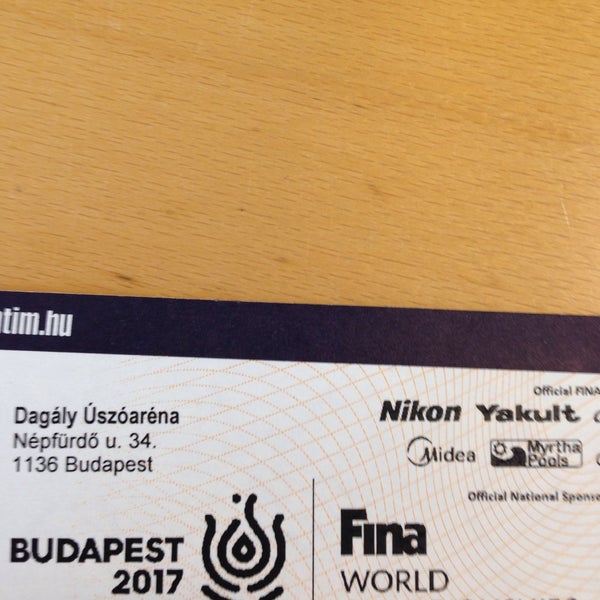 tim.hu
Official FINA
Dagály Úszóaréna
Népfürdő u. 34.
1136 Budapest
Nikon Yakult
Midea Myrtha Pools
Official National Sponso
BUDAPEST
2017
Fina
WORLD